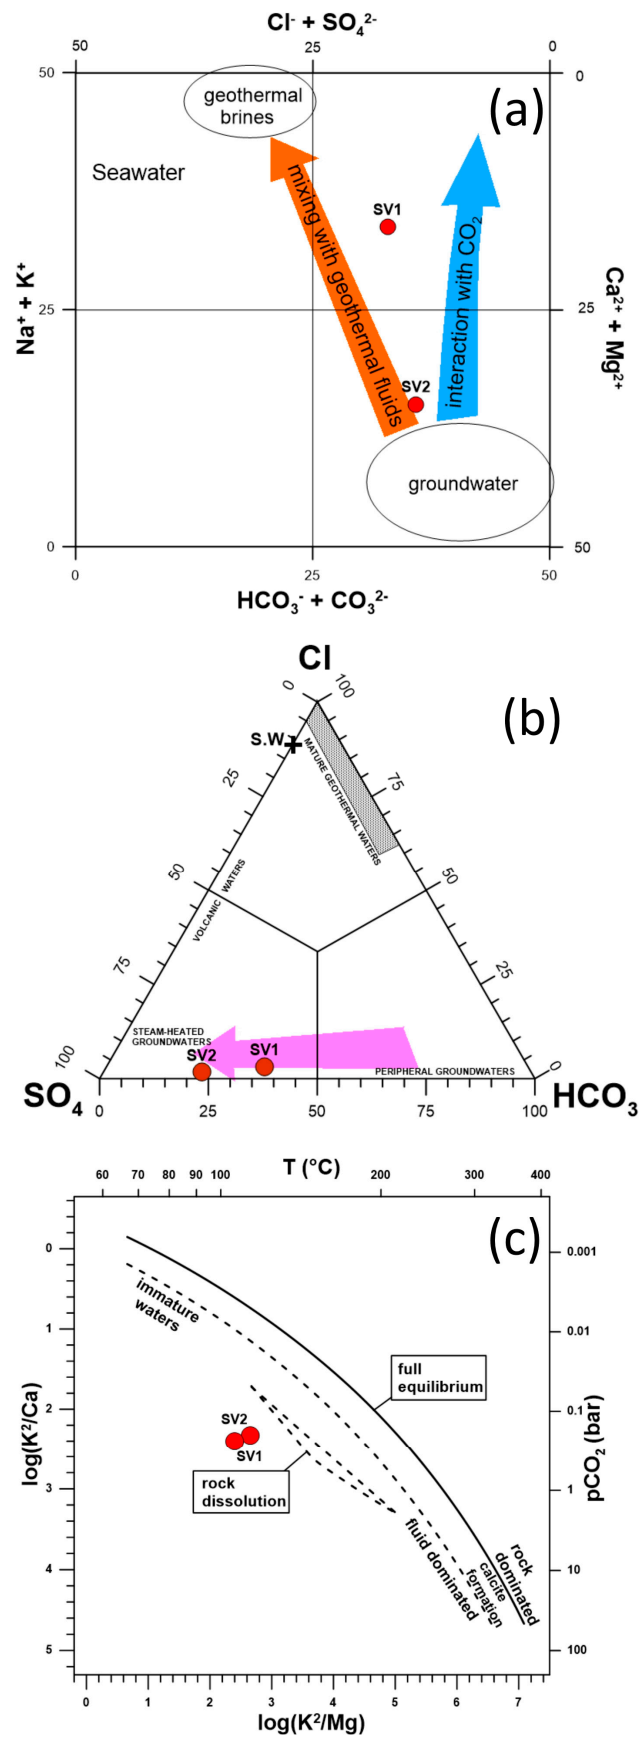 Cl⁻ + SO₄²⁻
50 25 0
50 0
geothermal
brines
(a)
Seawater
mixing with geothermal fluids
SV1
interaction with CO₂
Na⁺ + K⁺
Ca²⁺ + Mg²⁺
25 25
SV2
groundwater
0 50
0 25 50
HCO₃⁻ + CO₃²⁻
Cl
0 100
(b)
S.W.
MATURE GEOTHERMAL WATERS
25 75
50 50
VOLCANIC WATERS
75 25
STEAM-HEATED
GROUNDWATERS
SV2 SV1
PERIPHERAL GROUNDWATERS
100 0
SO₄ HCO₃
0 25 50 75 100
T (°C)
60 70 80 90 100 200 300 400
(c)
0 0.001
immature
waters
1 0.01
full
equilibrium
log(K²/Ca)
pCO₂ (bar)
2 0.1
SV2
SV1
rock
dissolution
3 1
fluid dominated
calcite
formation
rock
dominated
4 10
5 100
0 1 2 3 4 5 6 7
log(K²/Mg)